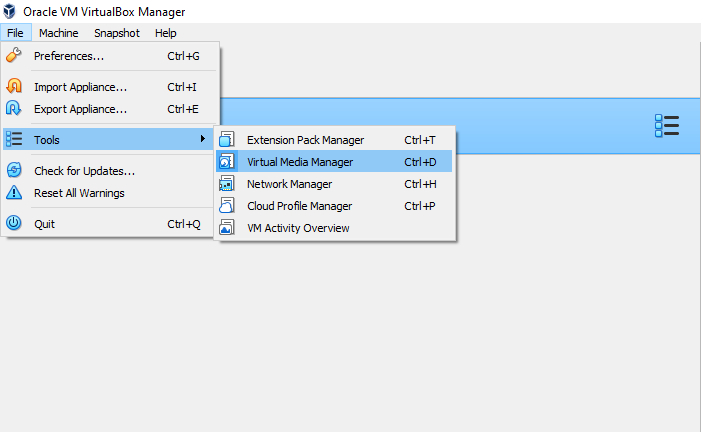 Oracle VM VirtualBox Manager
File Machine Snapshot Help
Preferences... Ctrl+G
Import Appliance... Ctrl+I
Export Appliance... Ctrl+E
Tools
Extension Pack Manager Ctrl+T
Virtual Media Manager Ctrl+D
Network Manager Ctrl+H
Cloud Profile Manager Ctrl+P
VM Activity Overview
Check for Updates...
Reset All Warnings
Quit Ctrl+Q